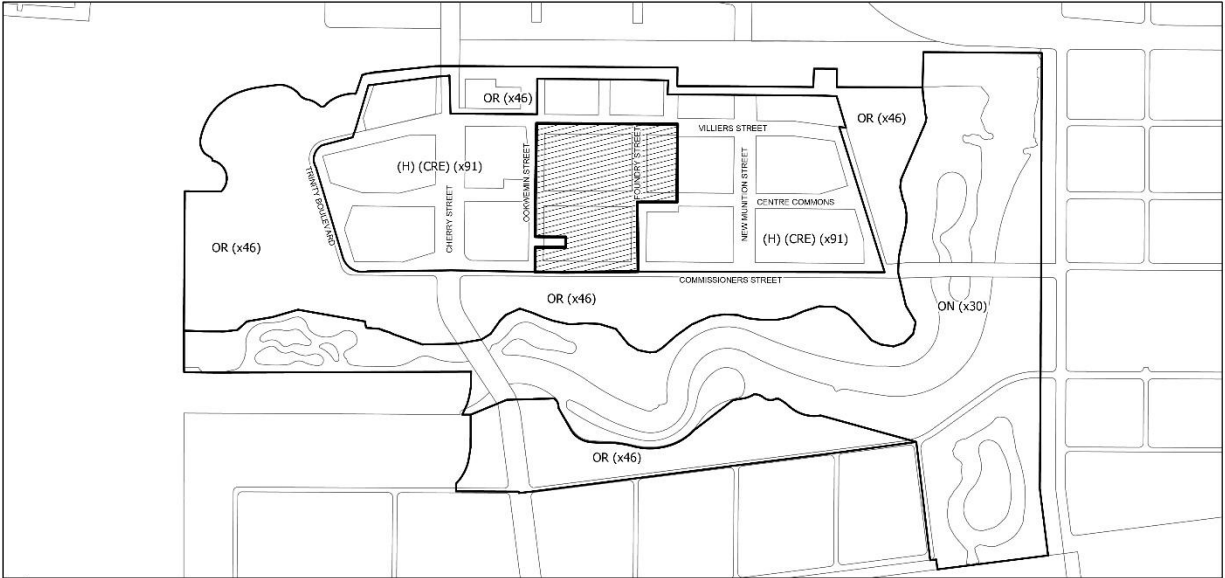 OR (x46)
OR (x46)
VILLIERS STREET
FOUNDRY STREET
OOKWEMIN STREET
NEW MUNITION STREET
(H) (CRE) (x91)
TRINITY BOULEVARD
CHERRY STREET
CENTRE COMMONS
OR (x46)
(H) (CRE) (x91)
COMMISSIONERS STREET
OR (x46)
ON (x30)
OR (x46)